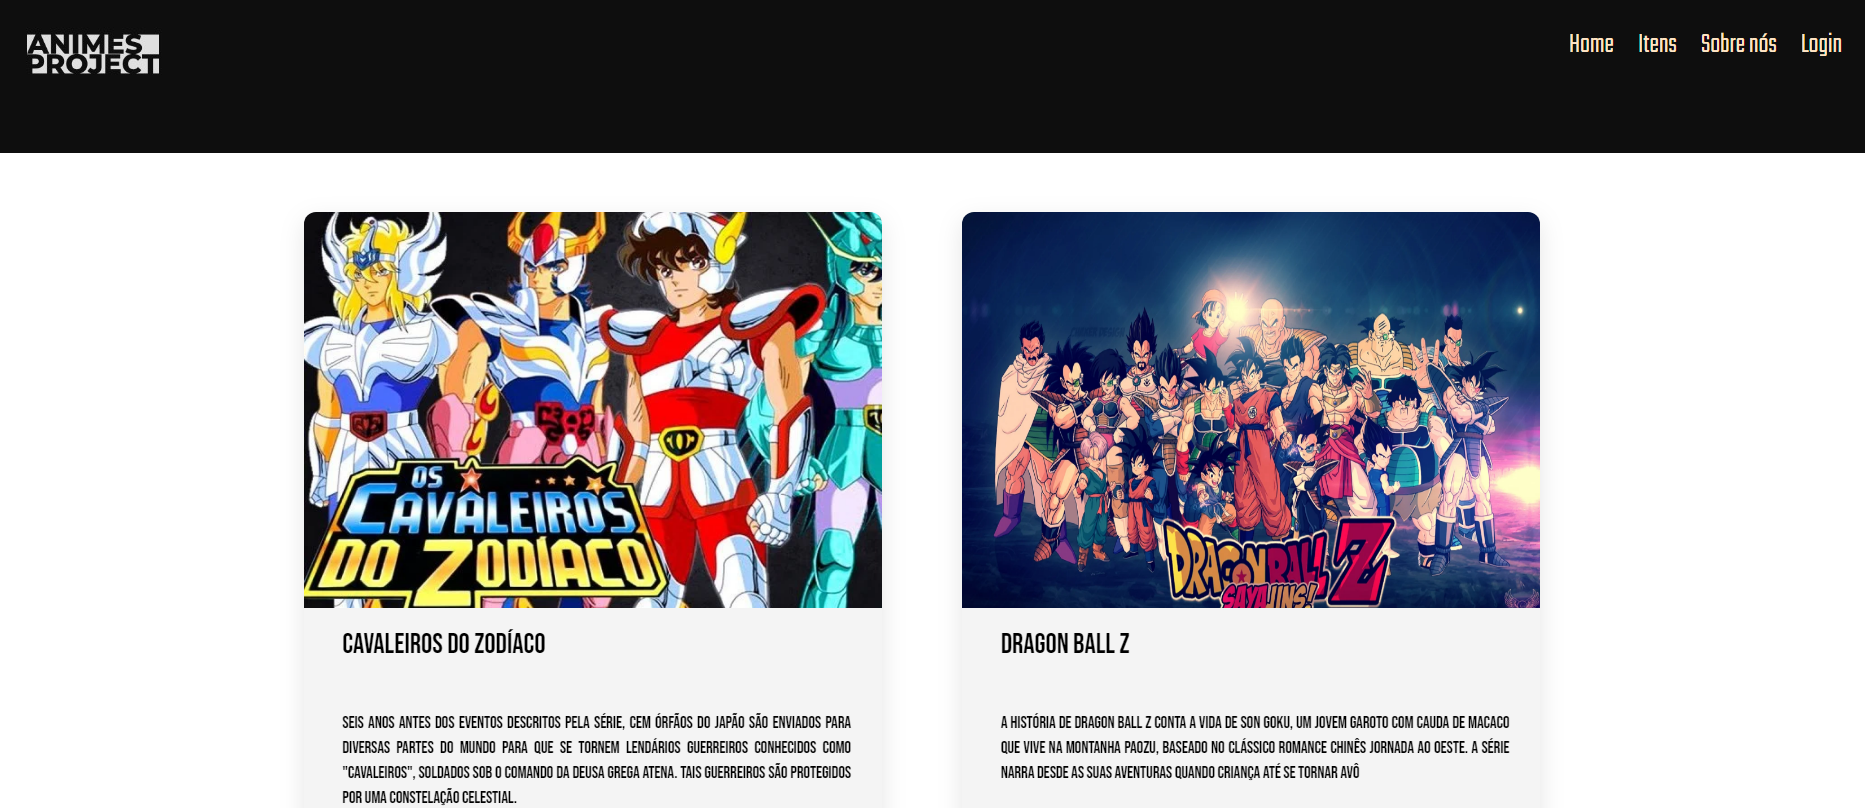 ANIMES
PROJECT
Home Itens Sobre nós Login
OS
CAVALEIROS
DO ZODÍACO
DRAGON BALL Z
SAYAJINS!
CAVALEIROS DO ZODÍACO
SEIS ANOS ANTES DOS EVENTOS DESCRITOS PELA SÉRIE, CEM ÓRFÃOS DO JAPÃO SÃO ENVIADOS PARA
DIVERSAS PARTES DO MUNDO PARA QUE SE TORNEM LENDÁRIOS GUERREIROS CONHECIDOS COMO
"CAVALEIROS", SOLDADOS SOB O COMANDO DA DEUSA GREGA ATENA. TAIS GUERREIROS SÃO PROTEGIDOS
POR UMA CONSTELAÇÃO CELESTIAL.
DRAGON BALL Z
A HISTÓRIA DE DRAGON BALL Z CONTA A VIDA DE SON GOKU, UM JOVEM GAROTO COM CAUDA DE MACACO
QUE VIVE NA MONTANHA PAOZU, BASEADO NO CLÁSSICO ROMANCE CHINÊS JORNADA AO OESTE. A SÉRIE
NARRA DESDE AS SUAS AVENTURAS QUANDO CRIANÇA ATÉ SE TORNAR AVÔ